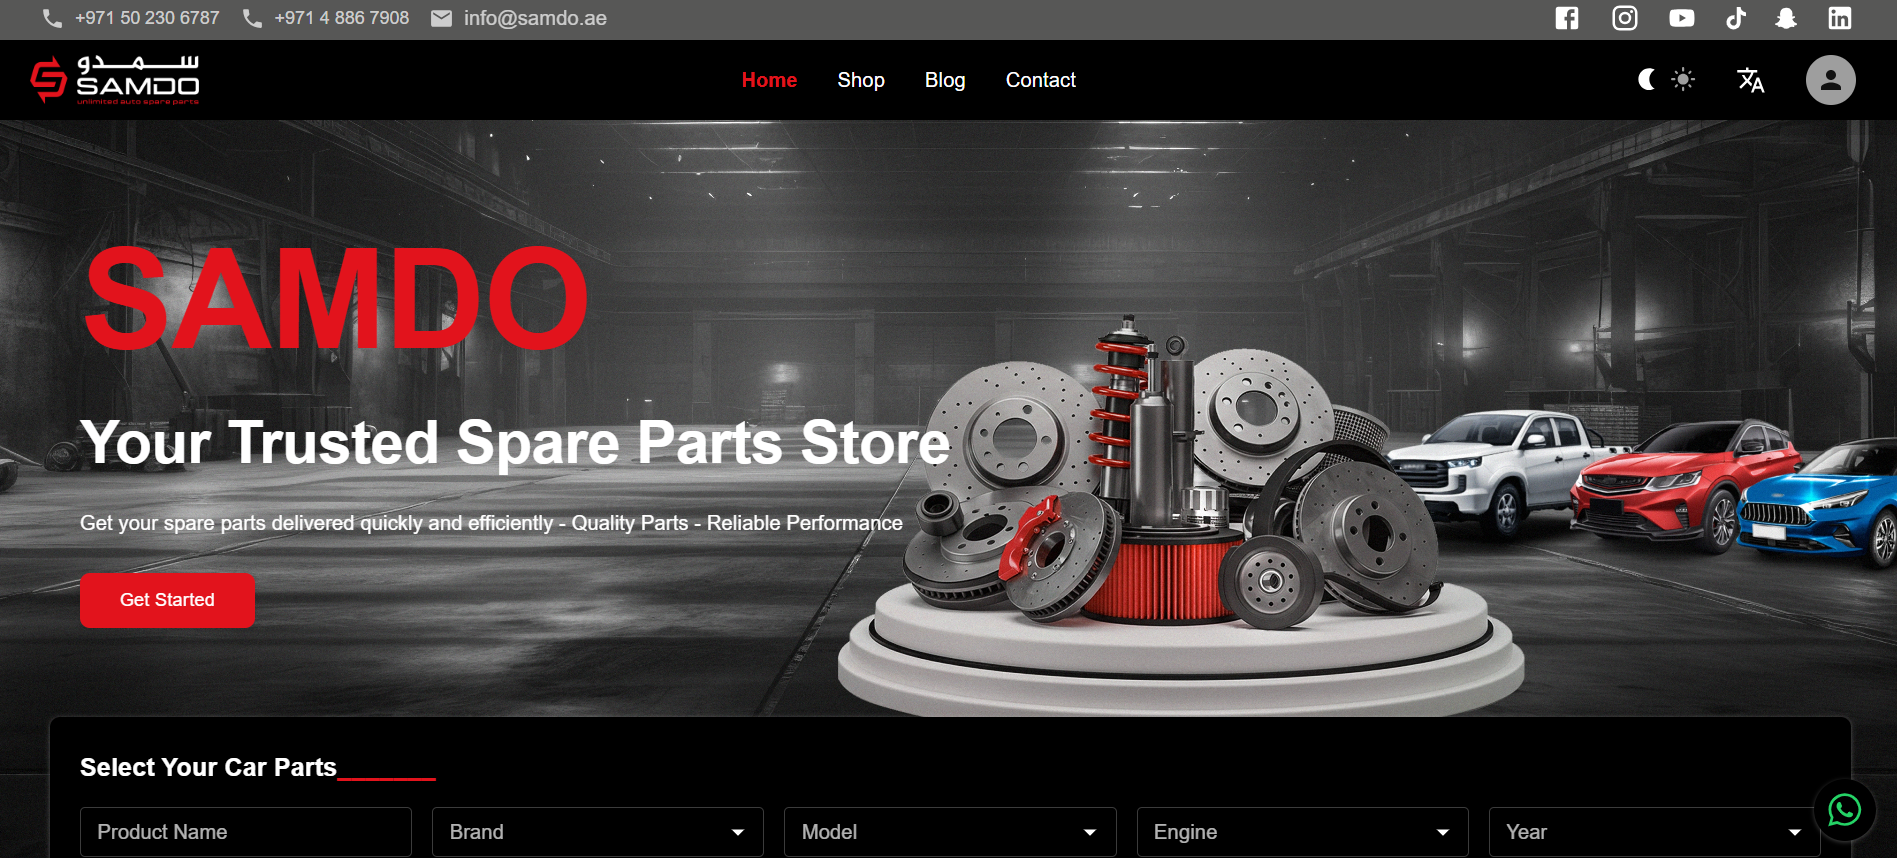 +971 50 230 6787 +971 4 886 7908 info@samdo.ae
سمدو
SAMDO
unlimited auto spare parts
Home Shop Blog Contact
SAMDO
Your Trusted Spare Parts Store
Get your spare parts delivered quickly and efficiently - Quality Parts - Reliable Performance
Get Started
Select Your Car Parts
Product Name Brand Model Engine Year